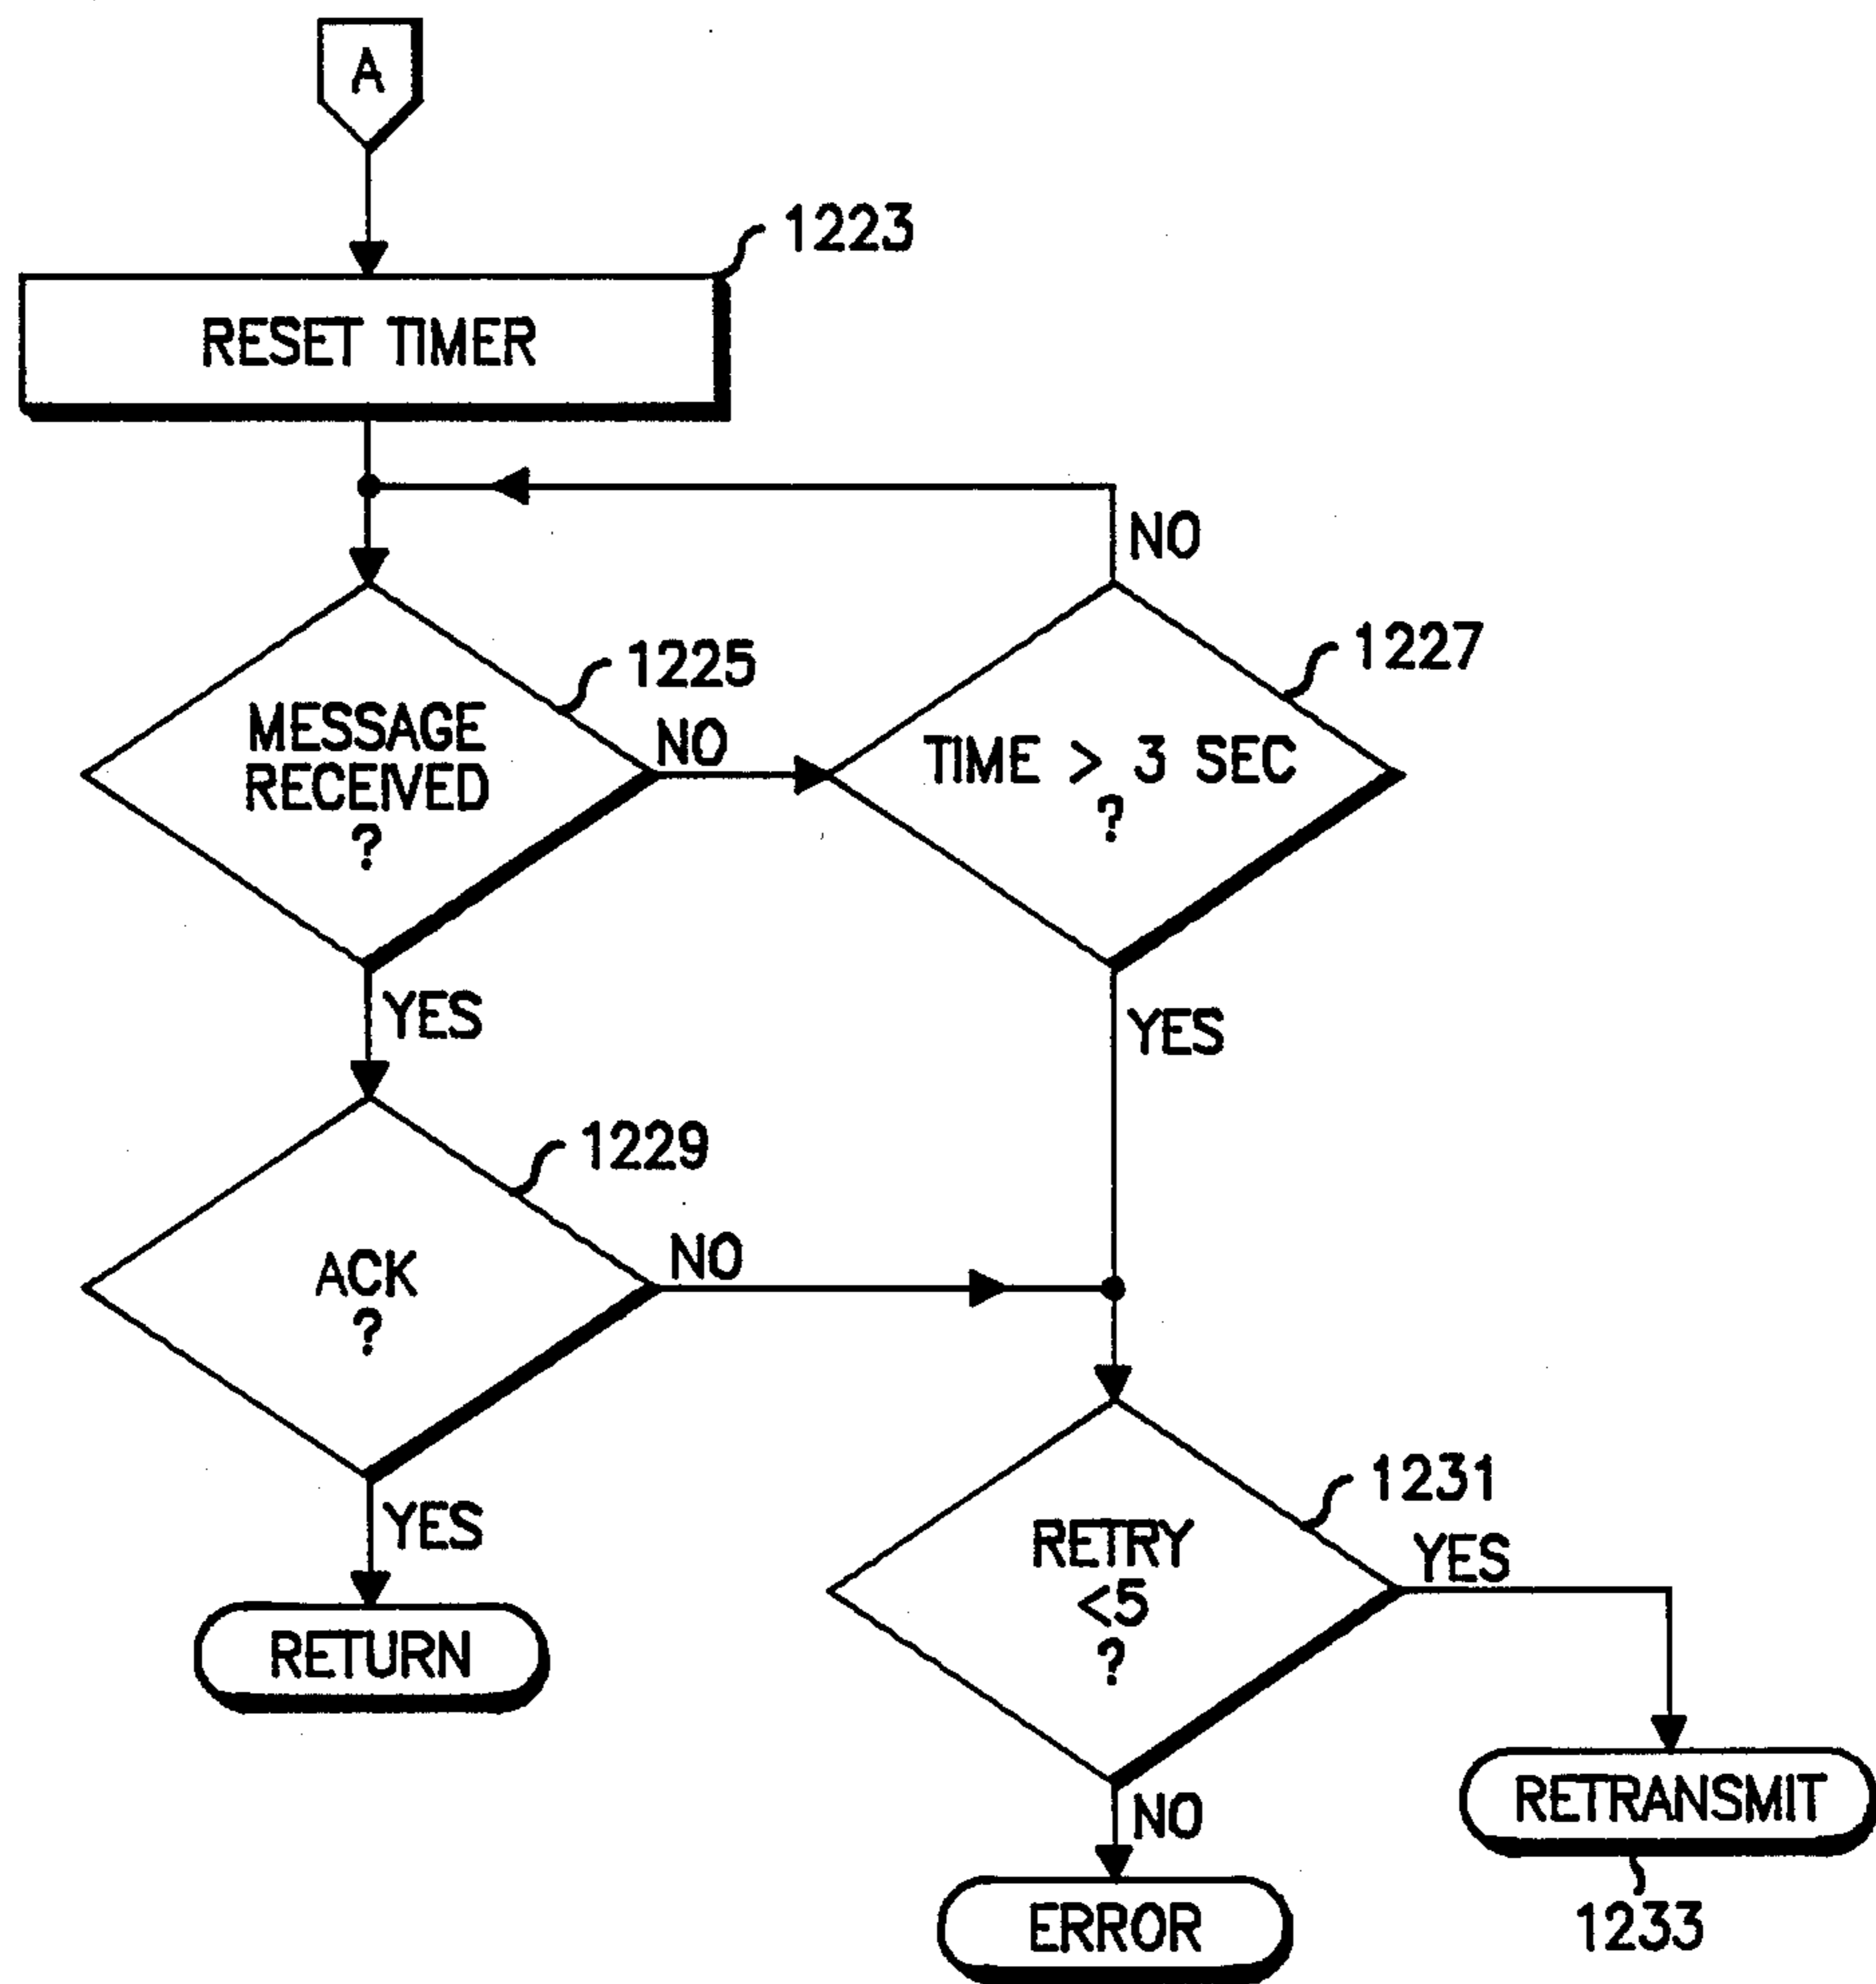 A
1223
RESET TIMER
NO
1225
MESSAGE
RECEIVED
?
NO
1227
TIME > 3 SEC
?
YES
YES
1229
ACK
?
NO
YES
RETURN
1231
RETRY
<5
?
YES
NO
RETRANSMIT
1233
ERROR